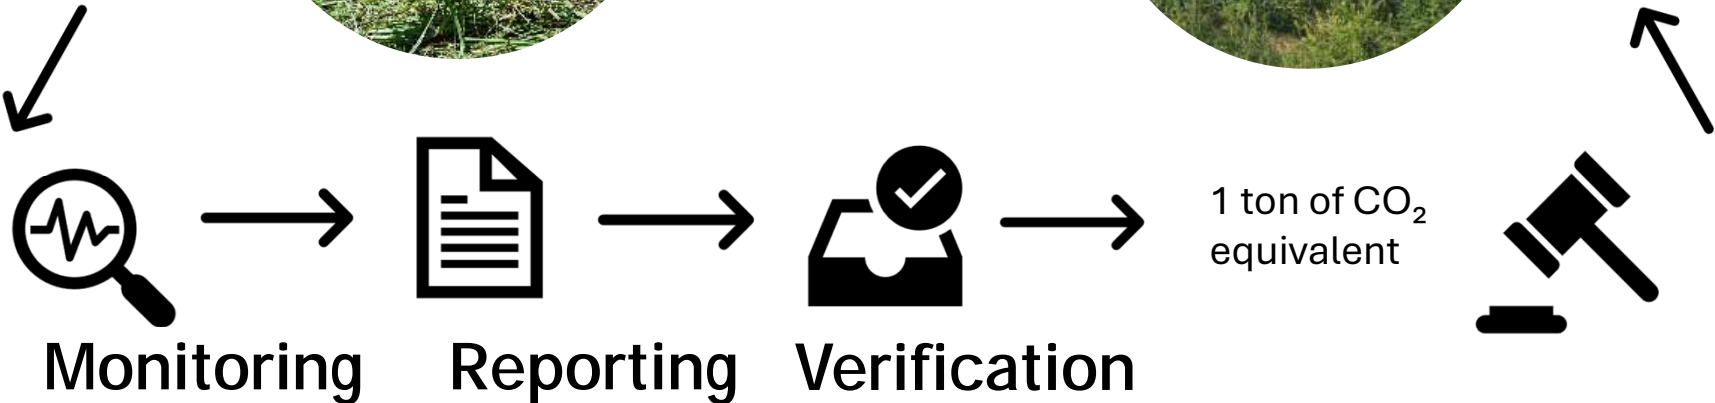 1 ton of CO₂
equivalent
Monitoring Reporting Verification